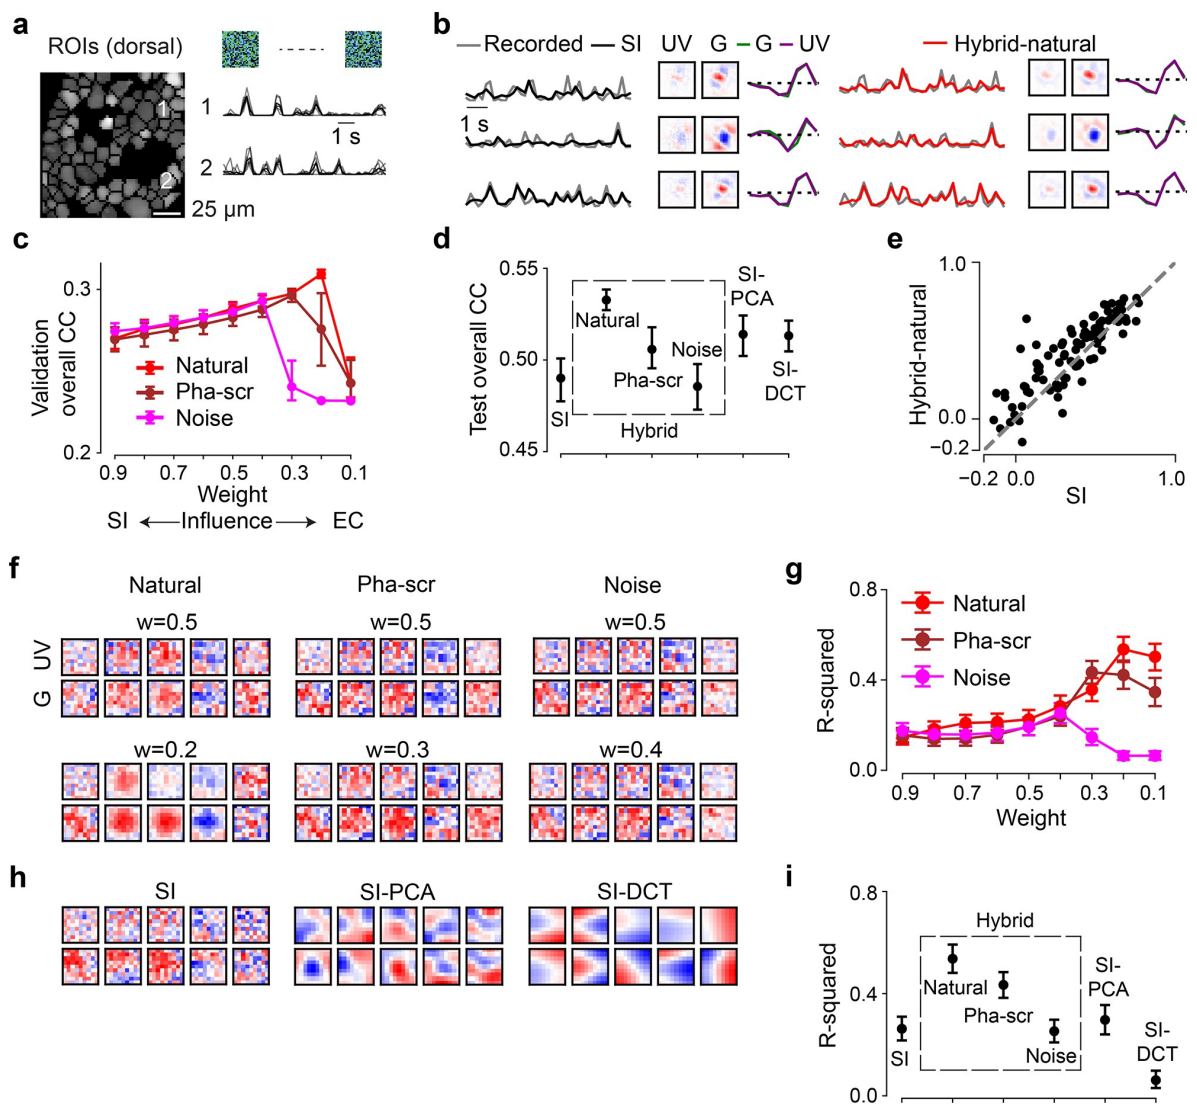 a
ROIs (dorsal)
1
2
25 µm
1
1 s
2
b
Recorded SI UV G G UV Hybrid-natural
1 s
c
Validation overall CC
0.3
0.2
Natural
Pha-scr
Noise
0.9 0.7 0.5 0.3 0.1
Weight
SI Influence EC
d
Test overall CC
0.55
0.50
0.45
SI
Natural
Pha-scr
Noise
Hybrid
SI-PCA
SI-DCT
e
Hybrid-natural
1.0
0.0
−0.2
−0.2 0.0 1.0
SI
f
Natural Pha-scr Noise
w=0.5 w=0.5 w=0.5
UV
G
w=0.2 w=0.3 w=0.4
g
R-squared
0.8
0.4
0.0
Natural
Pha-scr
Noise
0.9 0.7 0.5 0.3 0.1
Weight
h
SI SI-PCA SI-DCT
i
R-squared
0.8
0.4
0.0
Hybrid
SI
Natural
Pha-scr
Noise
SI-PCA
SI-DCT